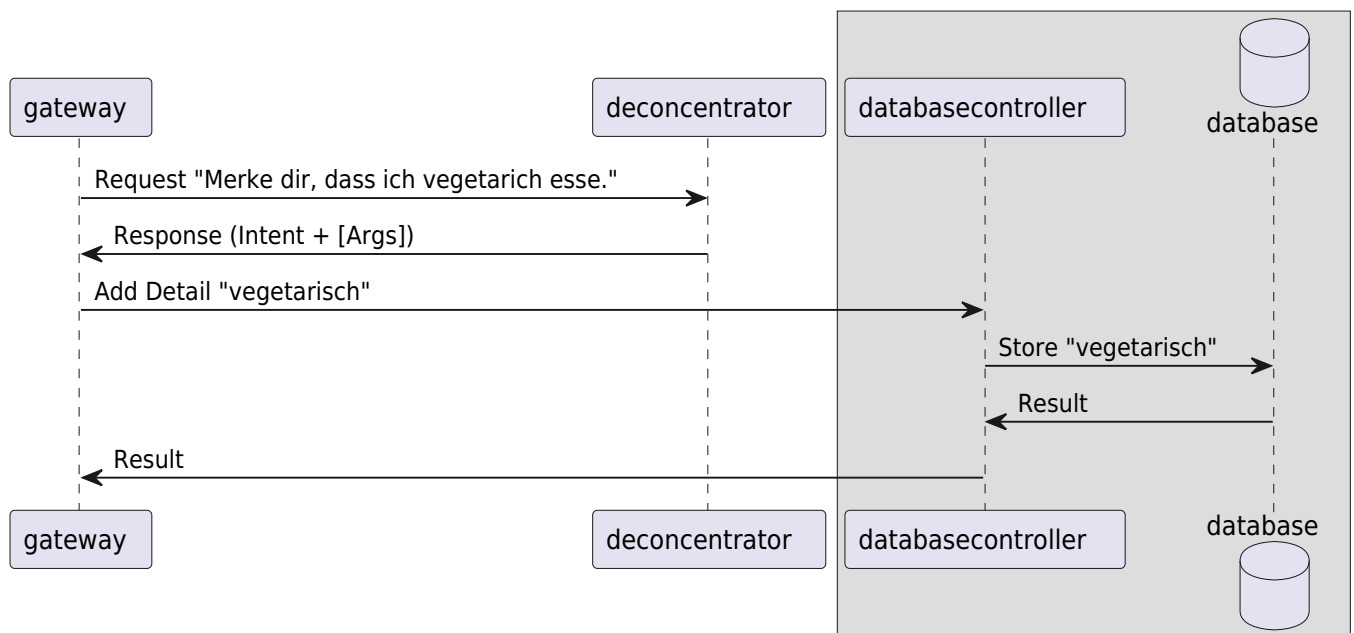 gateway
deconcentrator
databasecontroller
database
Request "Merke dir, dass ich vegetarich esse."
Response (Intent + [Args])
Add Detail "vegetarisch"
Store "vegetarisch"
Result
Result
gateway
deconcentrator
databasecontroller
database